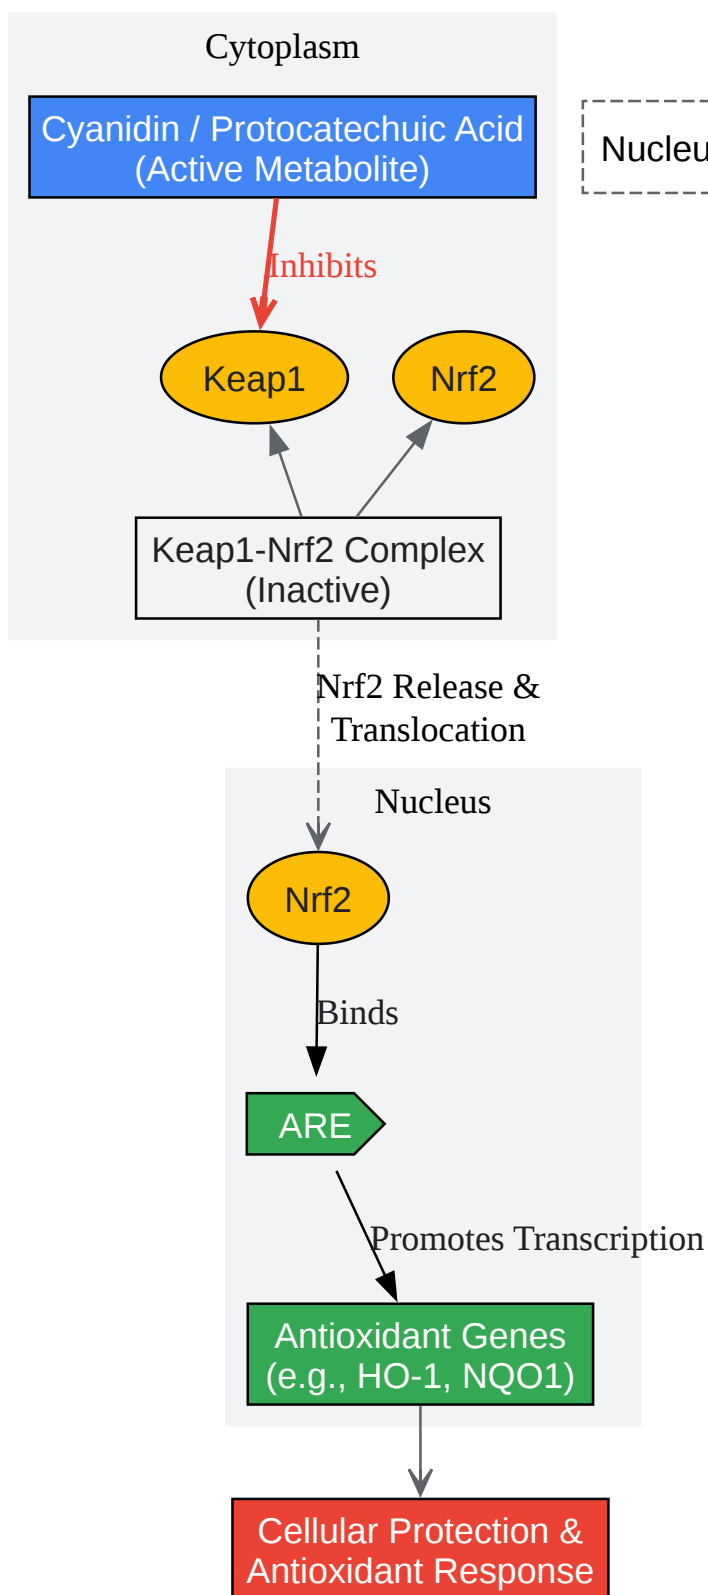 Cytoplasm
Cyanidin / Protocatechuic Acid
(Active Metabolite)
Nucleu
Inhibits
Keap1
Nrf2
Keap1-Nrf2 Complex
(Inactive)
Nrf2 Release &
Translocation
Nucleus
Nrf2
Binds
ARE
Promotes Transcription
Antioxidant Genes
(e.g., HO-1, NQO1)
Cellular Protection &
Antioxidant Response